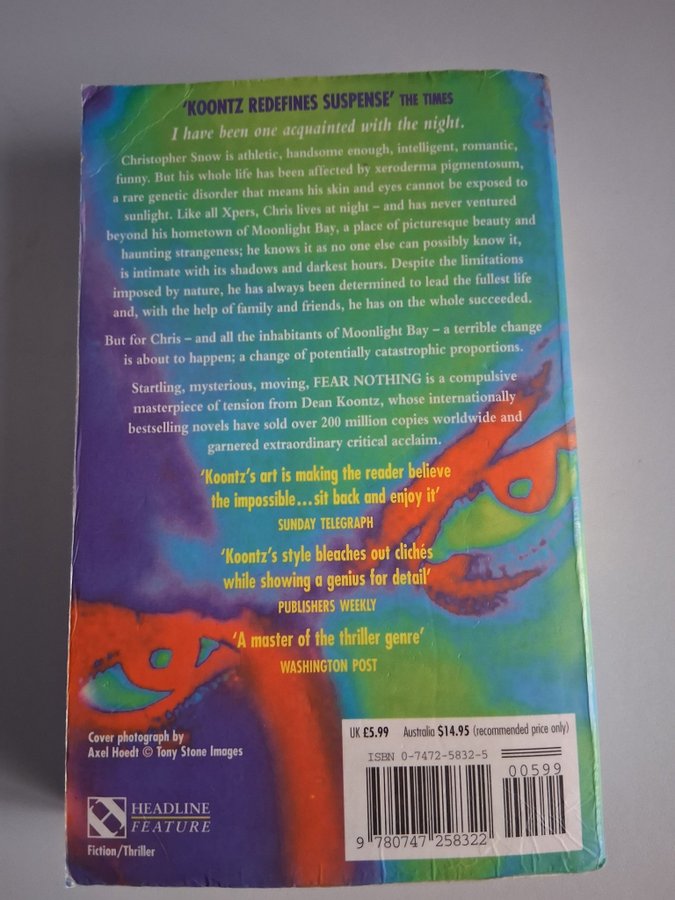 'KOONTZ REDEFINES SUSPENSE' THE TIMES
I have been one acquainted with the night.
Christopher Snow is athletic, handsome enough, intelligent, romantic,
funny. But his whole life has been affected by xeroderma pigmentosum,
a rare genetic disorder that means his skin and eyes cannot be exposed to
sunlight. Like all Xpers, Chris lives at night – and has never ventured
beyond his hometown of Moonlight Bay, a place of picturesque beauty and
haunting strangeness; he knows it as no one else can possibly know it,
is intimate with its shadows and darkest hours. Despite the limitations
imposed by nature, he has always been determined to lead the fullest life
and, with the help of family and friends, he has on the whole succeeded.
But for Chris – and all the inhabitants of Moonlight Bay – a terrible change
is about to happen; a change of potentially catastrophic proportions.
Startling, mysterious, moving, FEAR NOTHING is a compulsive
masterpiece of tension from Dean Koontz, whose internationally
bestselling novels have sold over 200 million copies worldwide and
garnered extraordinary critical acclaim.
'Koontz's art is making the reader believe
the impossible...sit back and enjoy it'
SUNDAY TELEGRAPH
'Koontz's style bleaches out clichés
while showing a genius for detail'
PUBLISHERS WEEKLY
'A master of the thriller genre'
WASHINGTON POST
Cover photograph by
Axel Hoedt © Tony Stone Images
HEADLINE
FEATURE
Fiction/Thriller
UK £5.99 Australia $14.95 (recommended price only)
ISBN 0-7472-5832-5
00599
9 780747 258322